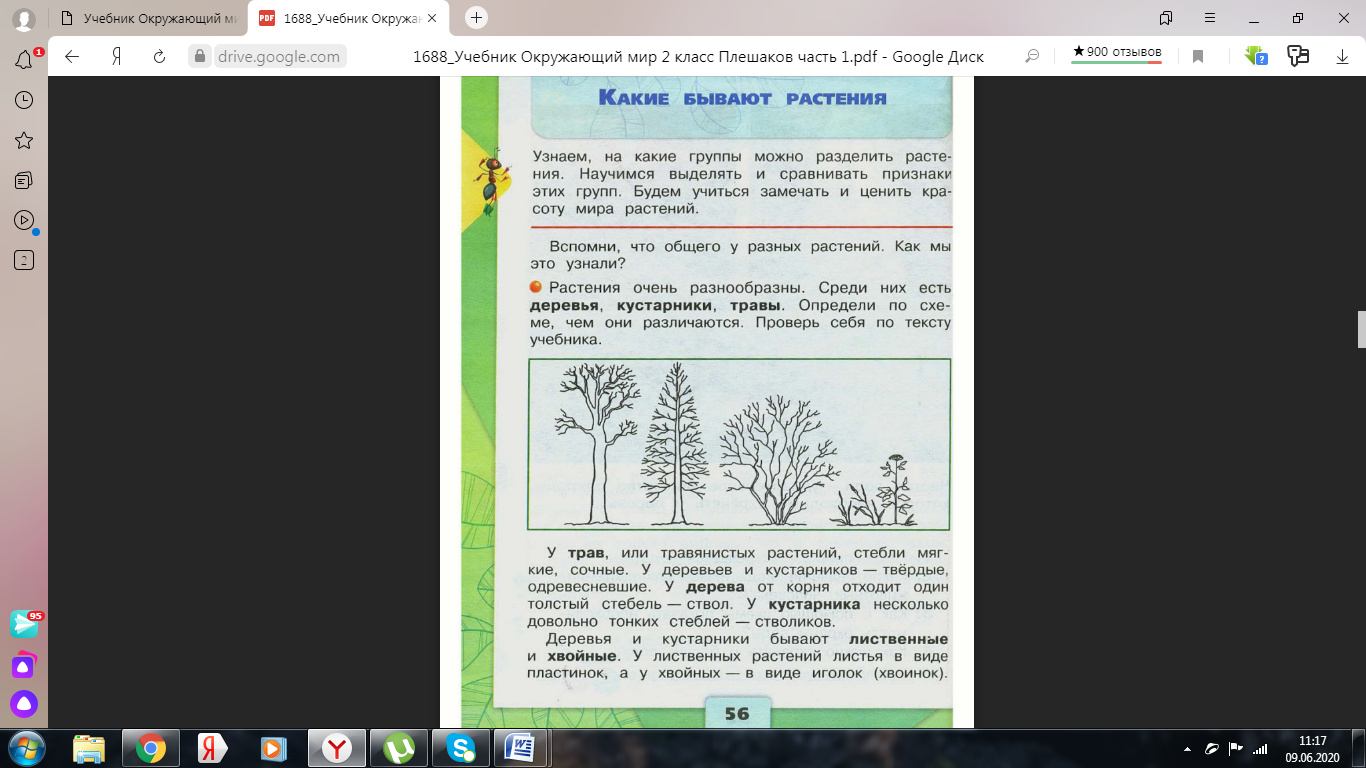 Учебник Окружающий ми
1688_Учебник Окружа
drive.google.com
1688_Учебник Окружающий мир 2 класс Плешаков часть 1.pdf - Google Диск
★900 отзывов
1
2
95
КАКИЕ БЫВАЮТ РАСТЕНИЯ
Узнаем, на какие группы можно разделить расте-
ния. Научимся выделять и сравнивать признаки
этих групп. Будем учиться замечать и ценить кра-
соту мира растений.
Вспомни, что общего у разных растений. Как мы
это узнали?
Растения очень разнообразны. Среди них есть
деревья, кустарники, травы. Определи по схе-
ме, чем они различаются. Проверь себя по тексту
учебника.
У трав, или травянистых растений, стебли мяг-
кие, сочные. У деревьев и кустарников — твёрдые,
одревесневшие. У дерева от корня отходит один
толстый стебель — ствол. У кустарника несколько
довольно тонких стеблей — стволиков.
Деревья и кустарники бывают лиственные
и хвойные. У лиственных растений листья в виде
пластинок, а у хвойных — в виде иголок (хвоинок).
56
11:17
09.06.2020